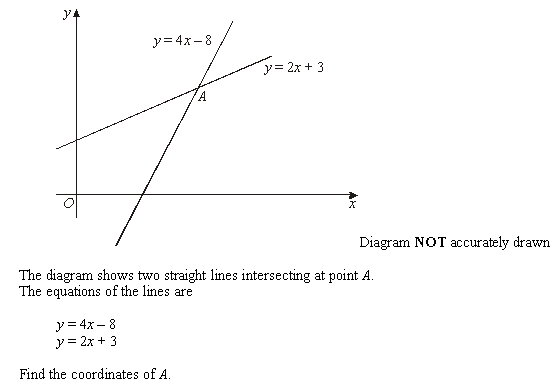 y
y = 4x – 8
y = 2x + 3
A
O
x
Diagram NOT accurately drawn
The diagram shows two straight lines intersecting at point A.
The equations of the lines are
y = 4x – 8
y = 2x + 3
Find the coordinates of A.